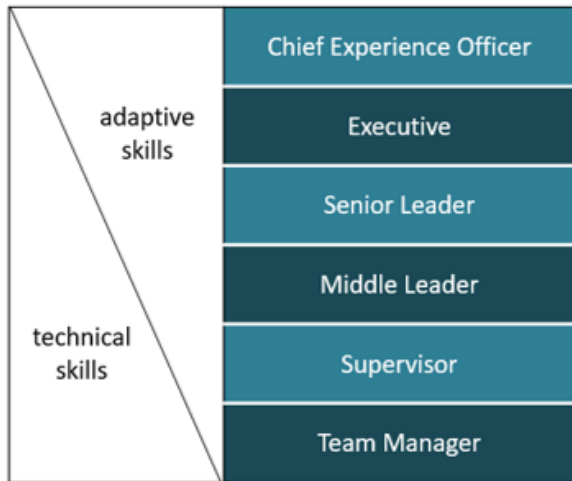 adaptive
skills
technical
skills
Chief Experience Officer
Executive
Senior Leader
Middle Leader
Supervisor
Team Manager